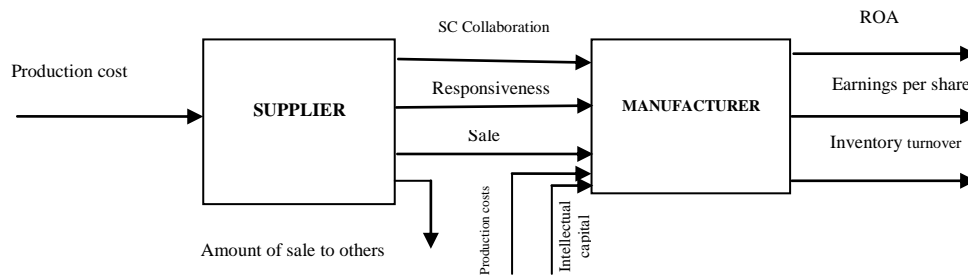 ROA
SC Collaboration
Production cost
Responsiveness
Earnings per share
SUPPLIER
MANUFACTURER
Sale
Inventory turnover
Production costs
Intellectual
capital
Amount of sale to others